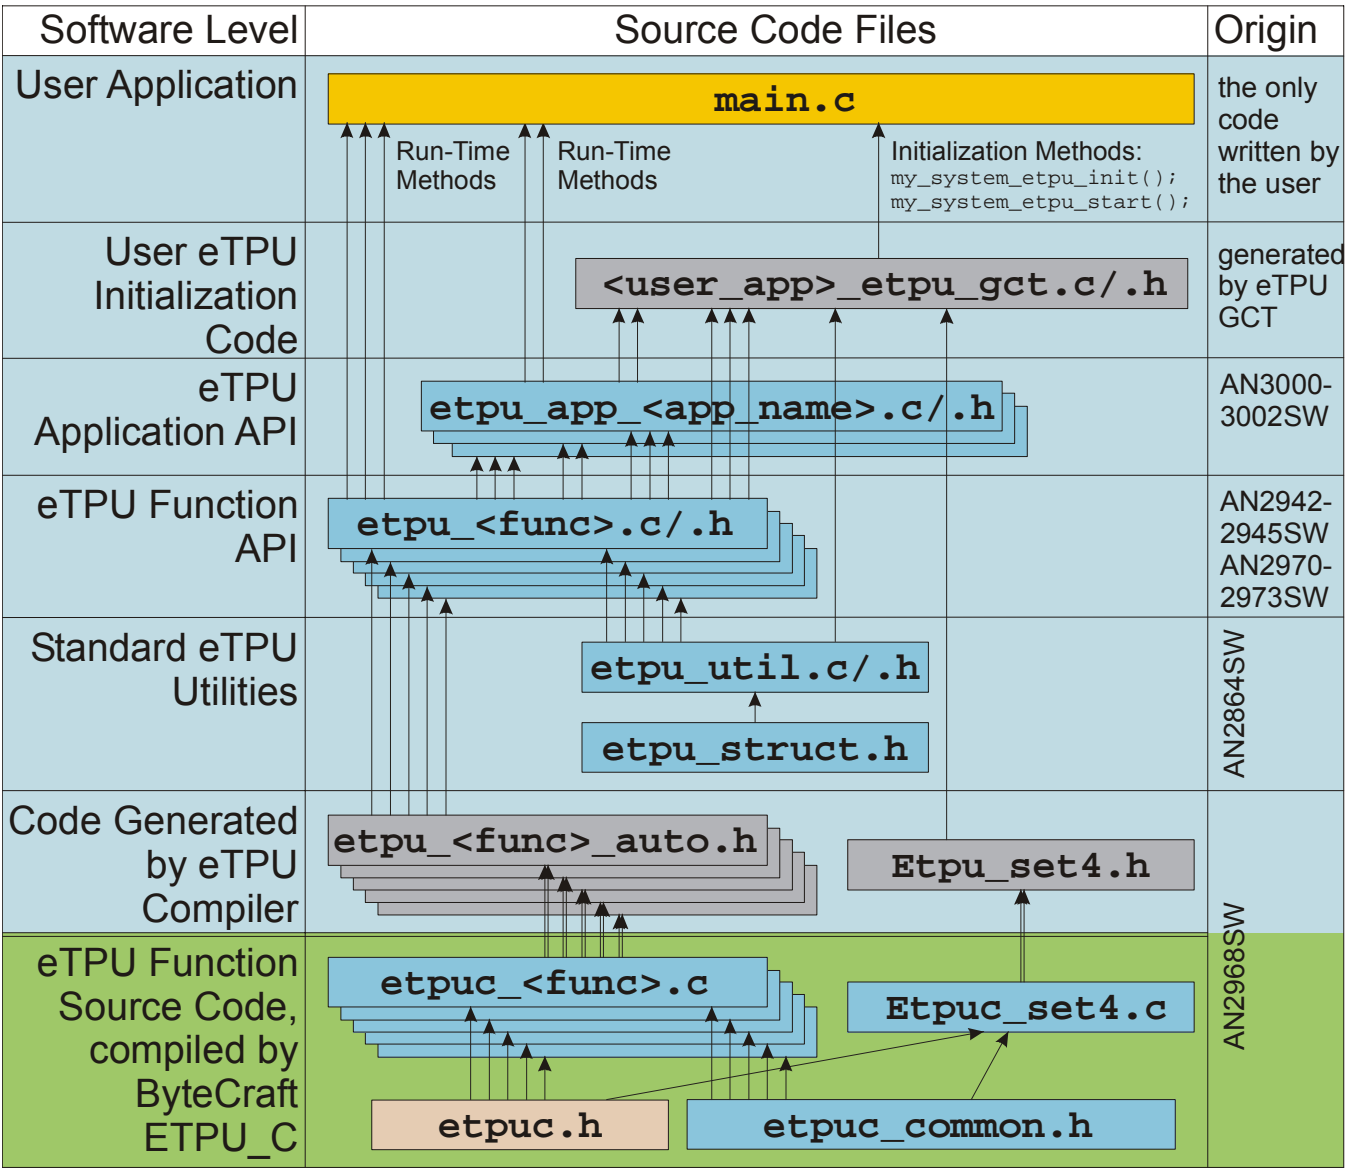 Software Level
Source Code Files
Origin
User Application
main.c
the only
code
written by
the user
Run-Time
Methods
Run-Time
Methods
Initialization Methods:
my_system_etpu_init();
my_system_etpu_start();
User eTPU
Initialization
Code
<user_app>_etpu_gct.c/.h
generated
by eTPU
GCT
eTPU
Application API
etpu_app_<app_name>.c/.h
AN3000-
3002SW
eTPU Function
API
etpu_<func>.c/.h
AN2942-
2945SW
AN2970-
2973SW
Standard eTPU
Utilities
etpu_util.c/.h
etpu_struct.h
AN2864SW
Code Generated
by eTPU
Compiler
etpu_<func>_auto.h
Etpu_set4.h
AN2968SW
eTPU Function
Source Code,
compiled by
ByteCraft
ETPU_C
etpuc_<func>.c
Etpuc_set4.c
etpuc.h
etpuc_common.h